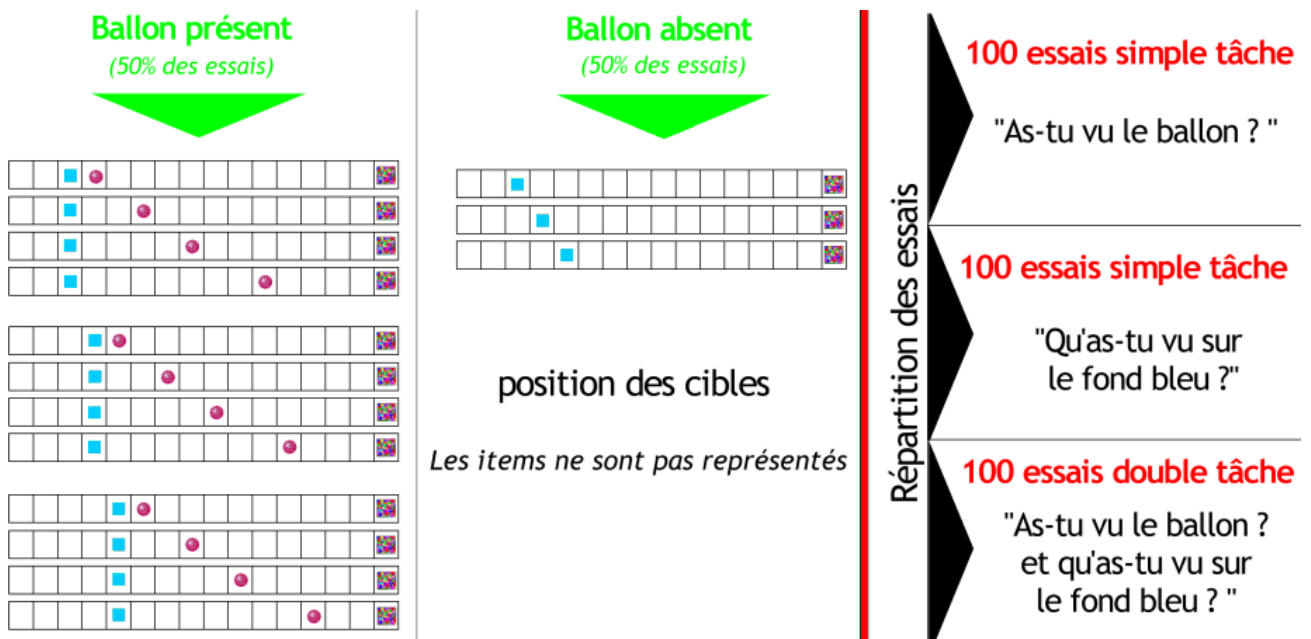 Ballon présent
(50% des essais)
Ballon absent
(50% des essais)
position des cibles
Les items ne sont pas représentés
Répartition des essais
100 essais simple tâche
"As-tu vu le ballon ? "
100 essais simple tâche
"Qu'as-tu vu sur
le fond bleu ?"
100 essais double tâche
"As-tu vu le ballon ?
et qu'as-tu vu sur
le fond bleu ? "